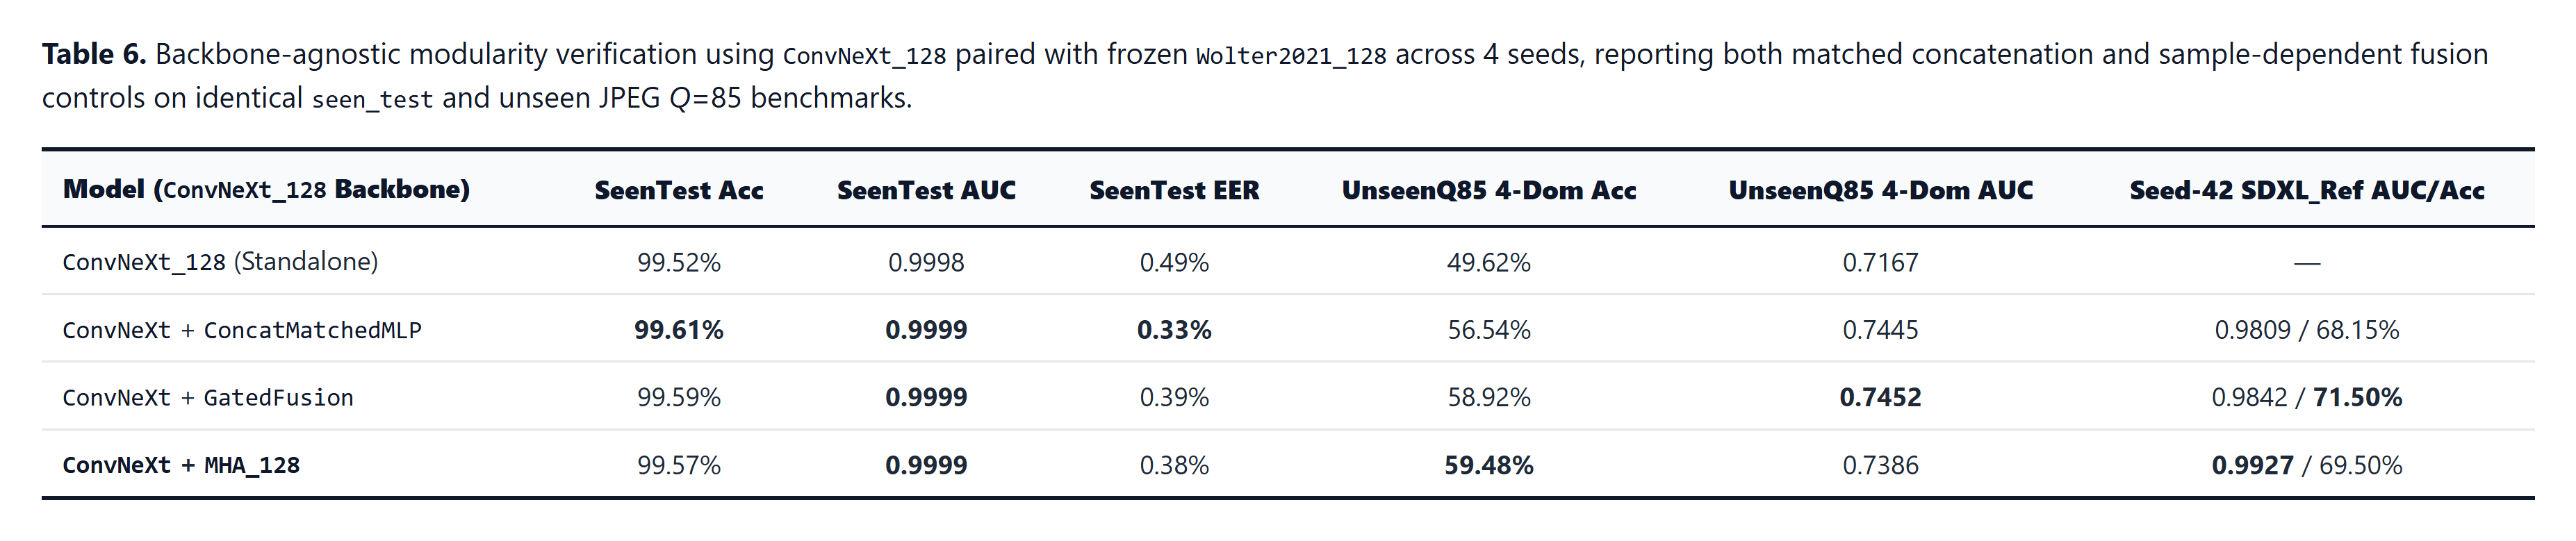 Table 6. Backbone-agnostic modularity verification using ConvNeXt_128 paired with frozen Wolter2021_128 across 4 seeds, reporting both matched concatenation and sample-dependent fusion
controls on identical seen_test and unseen JPEG Q=85 benchmarks.
Model (ConvNeXt_128 Backbone) SeenTest Acc SeenTest AUC SeenTest EER UnseenQ85 4-Dom Acc UnseenQ85 4-Dom AUC Seed-42 SDXL_Ref AUC/Acc
ConvNeXt_128 (Standalone) 99.52% 0.9998 0.49% 49.62% 0.7167 —
ConvNeXt + ConcatMatchedMLP 99.61% 0.9999 0.33% 56.54% 0.7445 0.9809 / 68.15%
ConvNeXt + GatedFusion 99.59% 0.9999 0.39% 58.92% 0.7452 0.9842 / 71.50%
ConvNeXt + MHA_128 99.57% 0.9999 0.38% 59.48% 0.7386 0.9927 / 69.50%